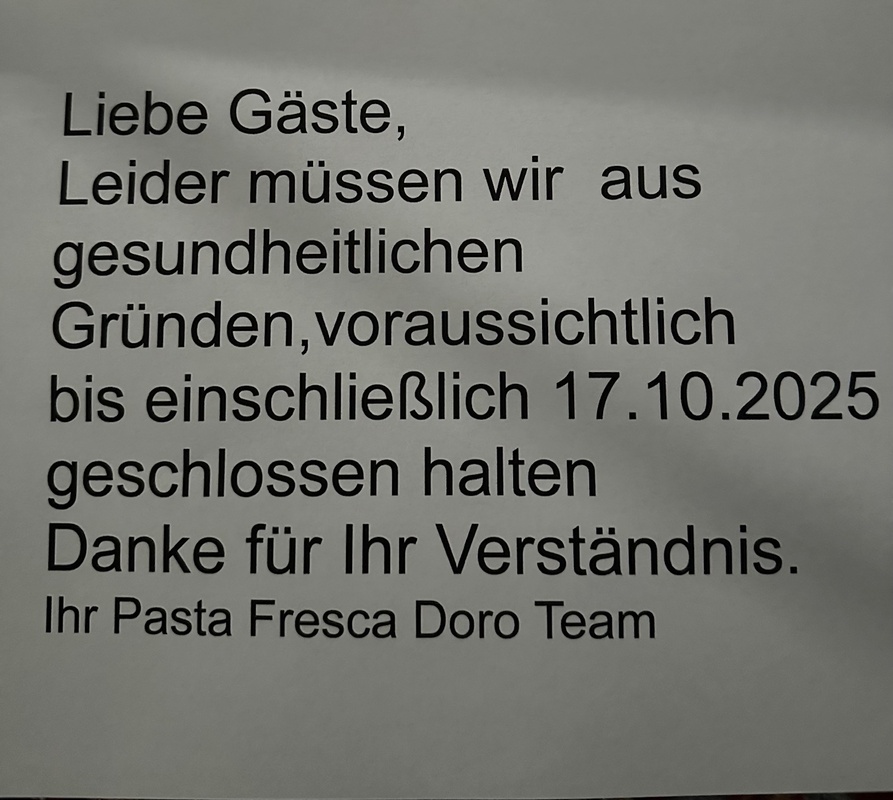 Liebe Gäste,
Leider müssen wir  aus
gesundheitlichen
Gründen,voraussichtlich
bis einschließlich 17.10.2025
geschlossen halten
Danke für Ihr Verständnis.
Ihr Pasta Fresca Doro Team